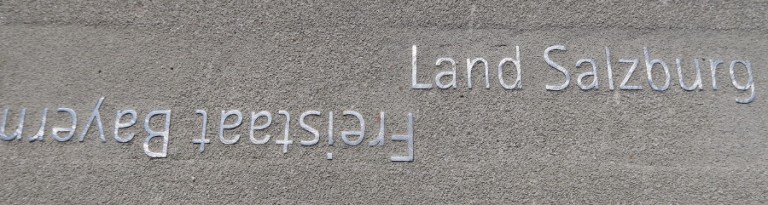 Land Salzburg
Freistaat Bayern